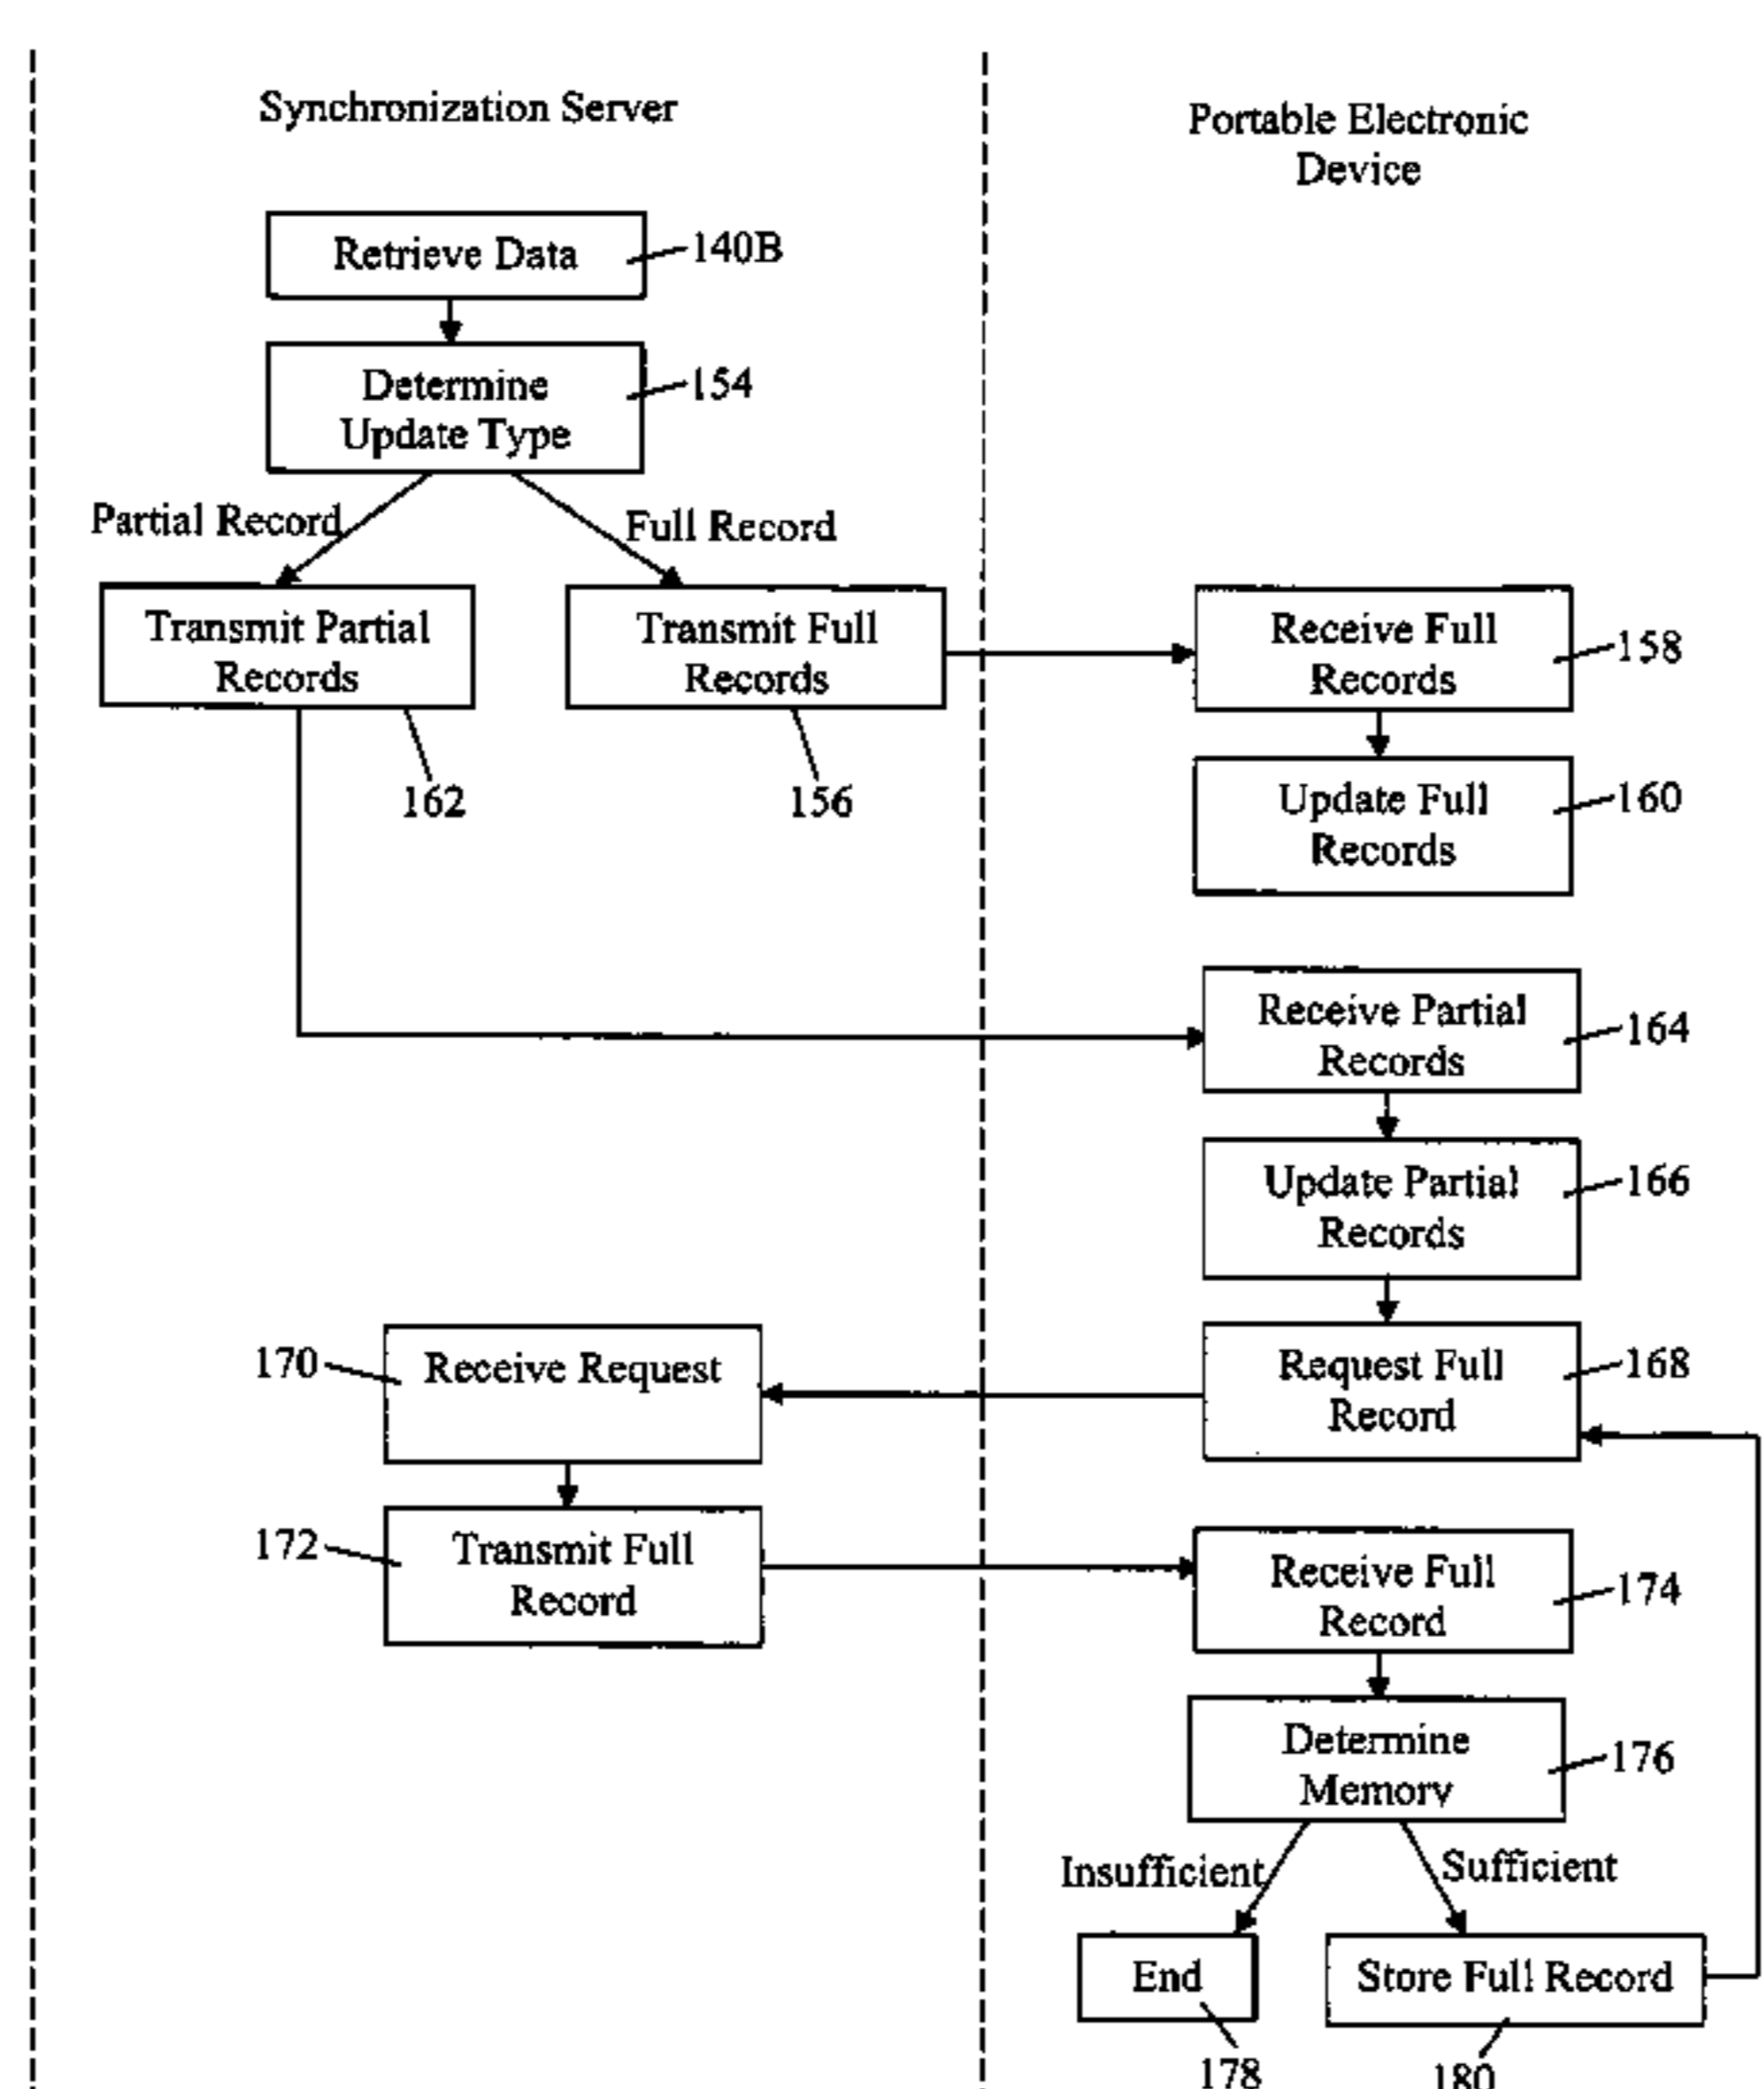 Synchronization Server
Portable Electronic
Device
Retrieve Data
140B
Determine
Update Type
154
Partial Record
Full Record
Transmit Partial
Records
Transmit Full
Records
Receive Full
Records
158
162
156
Update Full
Records
160
Receive Partial
Records
164
Update Partial
Records
166
170
Receive Request
Request Full
Record
168
172
Transmit Full
Record
Receive Full
Record
174
Determine
Memory
176
Insufficient
Sufficient
End
Store Full Record
178
180